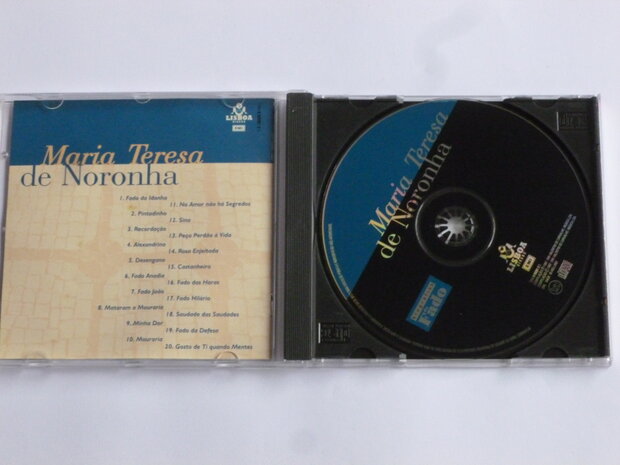 LISBOA
EMI
Maria Teresa
de Noronha
1. Fado da Idanha
2. Pintadinho
3. Recordação
4. Alexandrino
5. Desengano
6. Fado Anadia
7. Fado João
8. Mataram a Mouraria
9. Minha Dor
10. Mouraria
11. No Amor não há Segredos
12. Sina
13. Peço Perdão à Vida
14. Rosa Enjeitada
15. Castanheiro
16. Fado das Horas
17. Fado Hilário
18. Saudade das Saudades
19. Fado da Defesa
20. Gosto de Ti quando Mentes
Maria Teresa
de Noronha
LISBOA
EMI
Fado